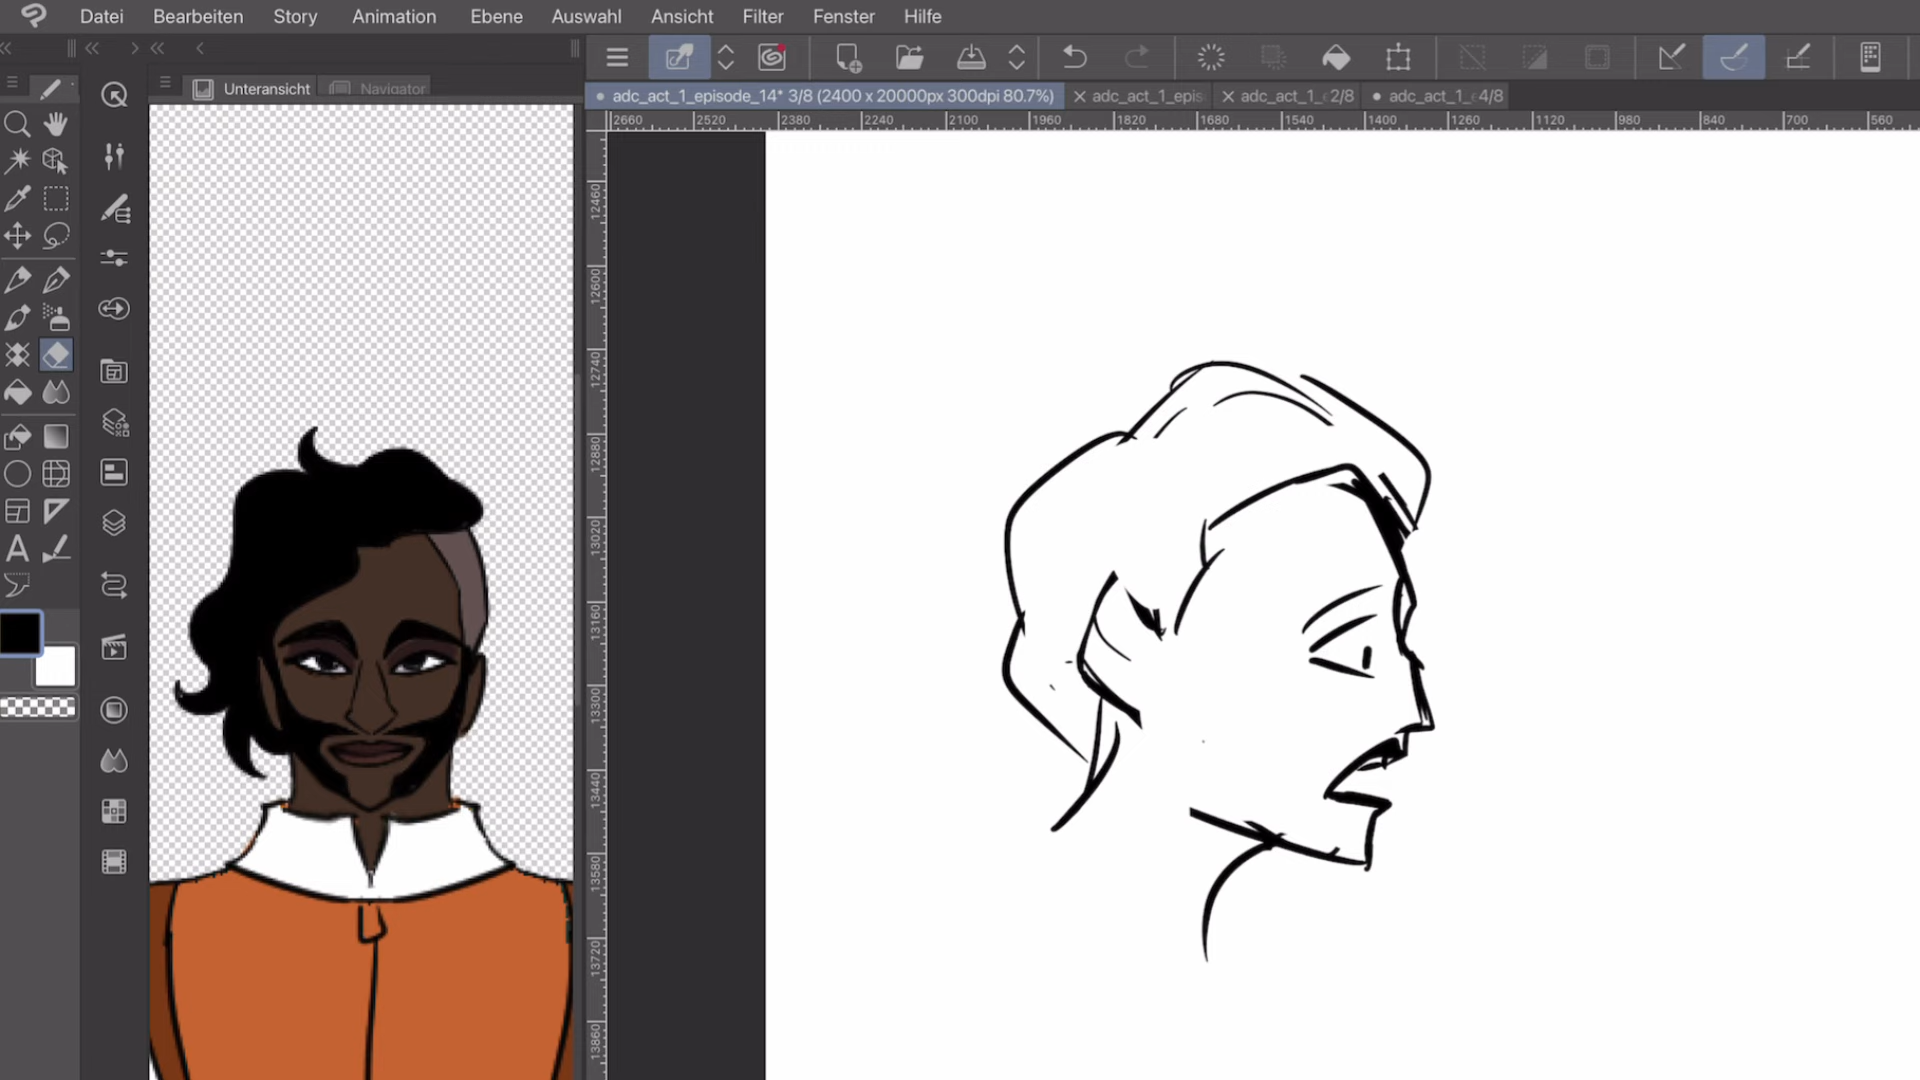 Datei Bearbeiten Story Animation Ebene Auswahl Ansicht Filter Fenster Hilfe
Unteransicht Navigator
adc_act_1_episode_14* 3/8 (2400 x 20000px 300dpi 80.7%) adc_act_1_epis adc_act_1_e 2/8 adc_act_1_e 4/8
2660 2520 2380 2240 2100 1960 1820 1680 1540 1400 1260 1120 980 840 700 560
12460
12600
12740
12880
13020
13160
13300
13440
13580
13720
13860
A